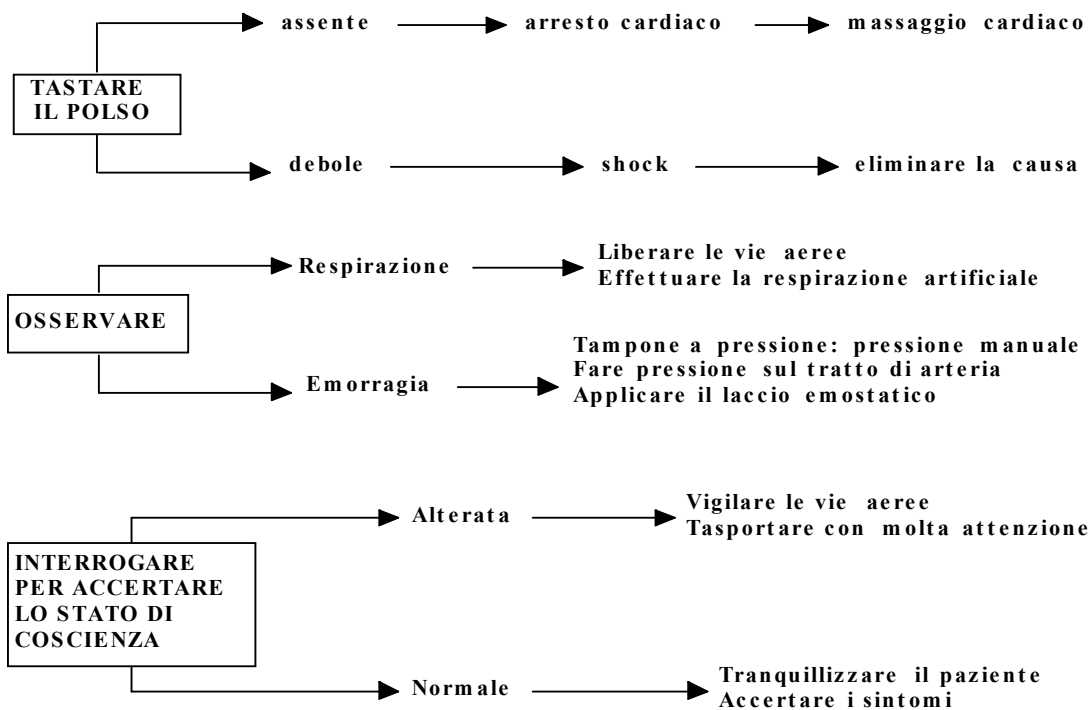 assente arresto cardiaco massaggio cardiaco
TASTARE
IL POLSO
debole shock eliminare la causa
Respirazione
Liberare le vie aeree
Effettuare la respirazione artificiale
OSSERVARE
Emorragia
Tampone a pressione: pressione manuale
Fare pressione sul tratto di arteria
Applicare il laccio emostatico
Alterata
Vigilare le vie aeree
Tasportare con molta attenzione
INTERROGARE
PER ACCERTARE
LO STATO DI
COSCIENZA
Normale
Tranquillizzare il paziente
Accertare i sintomi